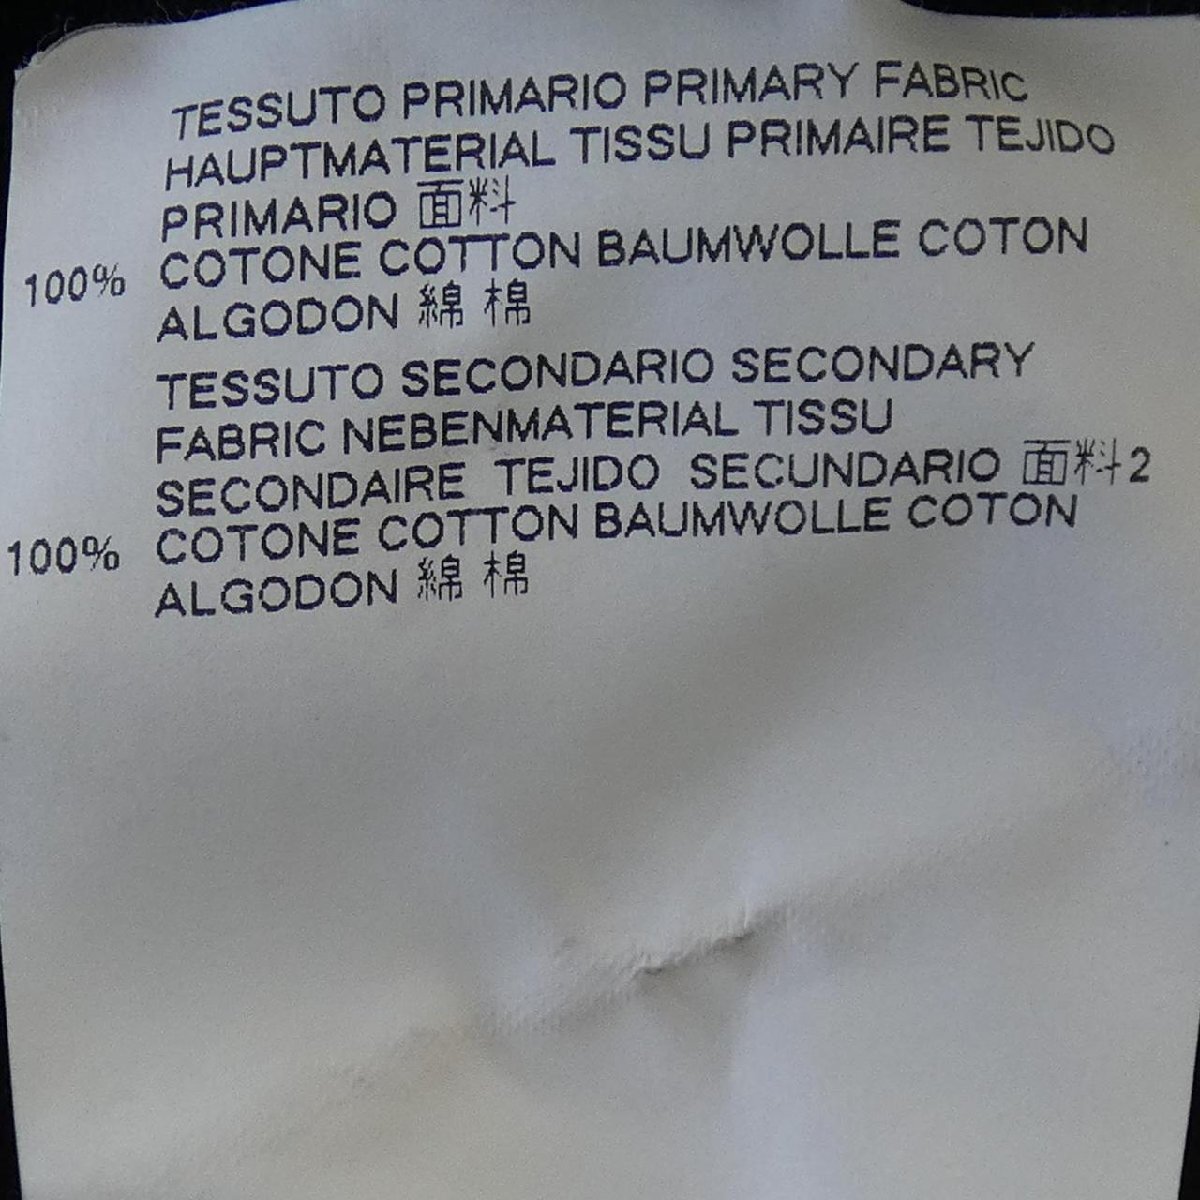 TESSUTO PRIMARIO PRIMARY FABRIC
HAUPTMATERIAL TISSU PRIMAIRE TEJIDO
PRIMARIO 面料
100% COTONE COTTON BAUMWOLLE COTON
ALGODON 綿 棉
TESSUTO SECONDARIO SECONDARY
FABRIC NEBENMATERIAL TISSU
SECONDAIRE TEJIDO SECUNDARIO 面料2
100% COTONE COTTON BAUMWOLLE COTON
ALGODON 綿 棉